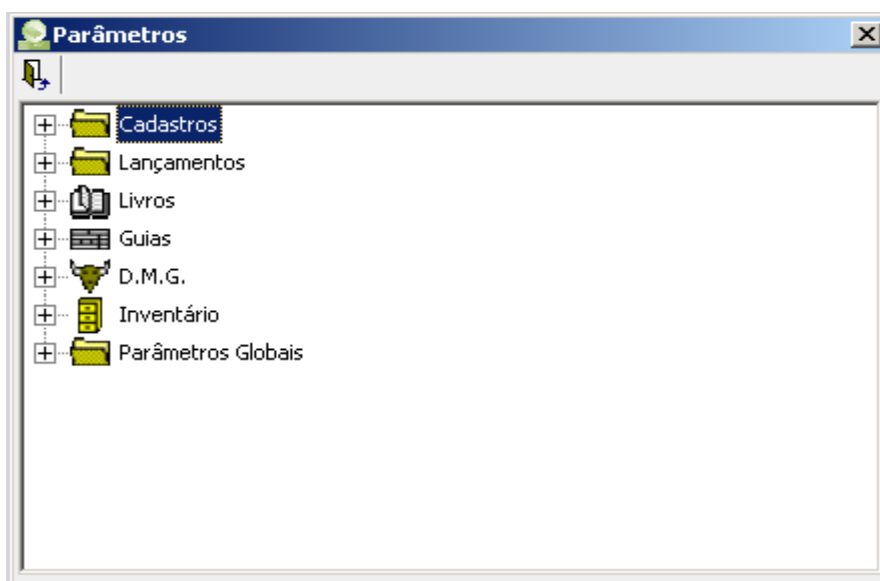 Parâmetros
Cadastros
Lançamentos
Livros
Guias
D.M.G.
Inventário
Parâmetros Globais